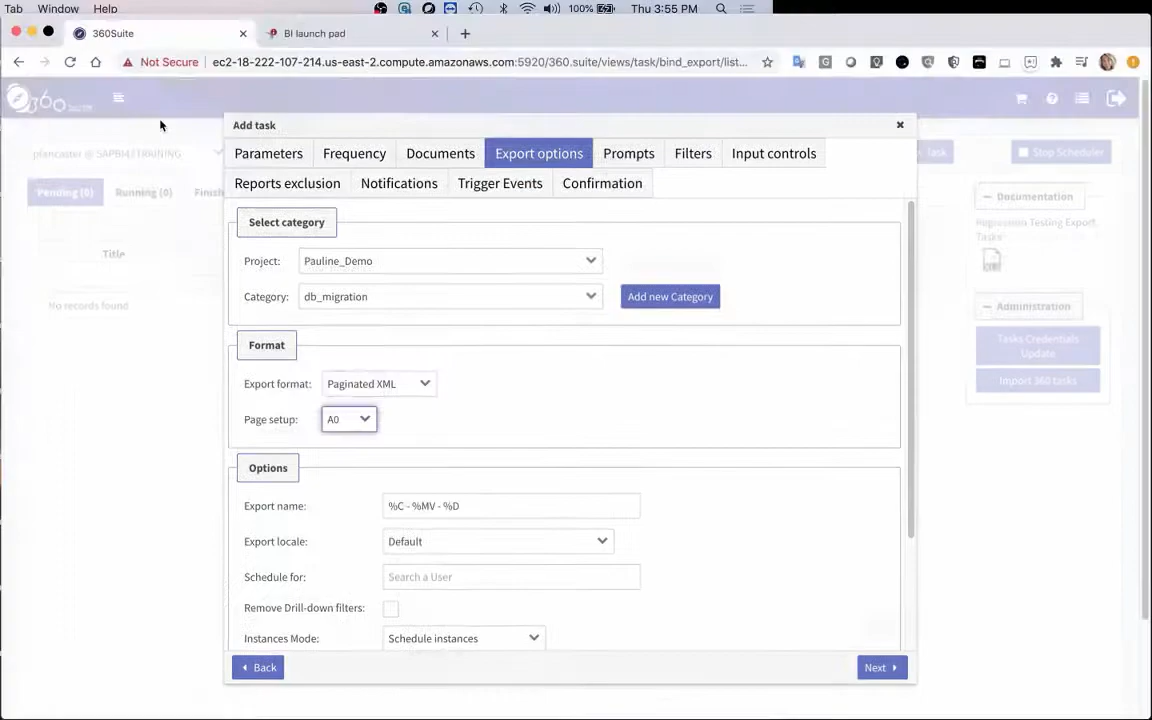 Tab Window Help 100% Thu 3:55 PM
360Suite BI launch pad
Not Secure ec2-18-222-107-214.us-east-2.compute.amazonaws.com:5920/360.suite/views/task/bind_export/list...
360
plancaster @ SAPBI42TRAINING
Task
Stop Scheduler
Pending (0) Running (0) Finish
Title
No records found
Add task
Parameters Frequency Documents Export options Prompts Filters Input controls
Reports exclusion Notifications Trigger Events Confirmation
Select category
Project: Pauline_Demo
Category: db_migration Add new Category
Format
Export format: Paginated XML
Page setup: A0
Options
Export name: %C - %MV - %D
Export locale: Default
Schedule for: Search a User
Remove Drill-down filters:
Instances Mode: Schedule instances
Back Next
Documentation
Regression Testing Export
Tasks
Administration
Tasks Credentials
Update
Import 360 tasks